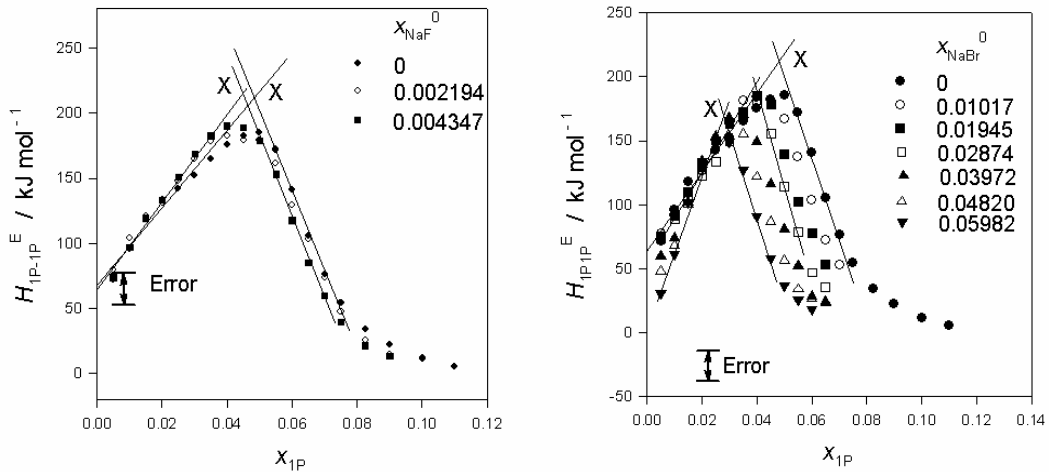 x_NaF^0
0
0.002194
0.004347
X
X
Error
H_1P-1P^E / kJ mol^-1
250
200
150
100
50
0
0.00 0.02 0.04 0.06 0.08 0.10 0.12
x_1P
x_NaBr^0
0
0.01017
0.01945
0.02874
0.03972
0.04820
0.05982
X
X
X
Error
H_1P1P^E / kJ mol^-1
250
200
150
100
50
0
-50
0.00 0.02 0.04 0.06 0.08 0.10 0.12 0.14
x_1P